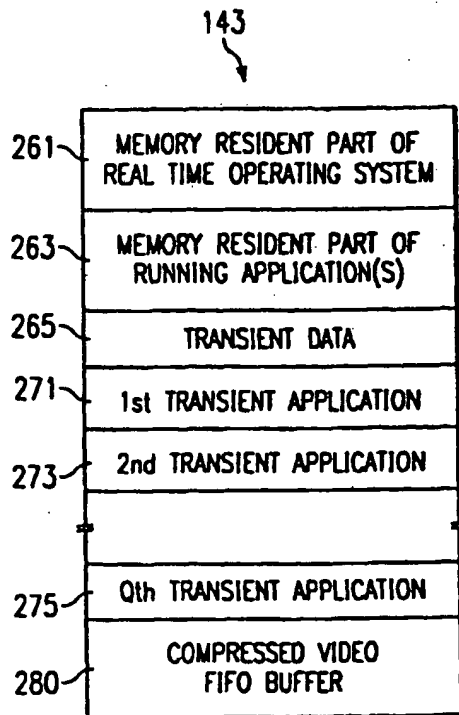 143
261
MEMORY RESIDENT PART OF
REAL TIME OPERATING SYSTEM
263
MEMORY RESIDENT PART OF
RUNNING APPLICATION(S)
265
TRANSIENT DATA
271
1st TRANSIENT APPLICATION
273
2nd TRANSIENT APPLICATION
275
Qth TRANSIENT APPLICATION
280
COMPRESSED VIDEO
FIFO BUFFER